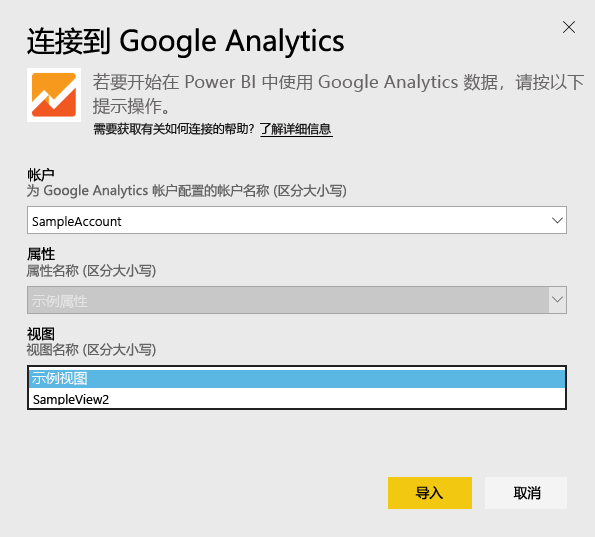 连接到 Google Analytics
若要开始在 Power BI 中使用 Google Analytics 数据，请按以下
提示操作。
需要获取有关如何连接的帮助? 了解详细信息
帐户
为 Google Analytics 帐户配置的帐户名称 (区分大小写)
SampleAccount
属性
属性名称 (区分大小写)
示例属性
视图
视图名称 (区分大小写)
示例视图
SampleView2
导入
取消